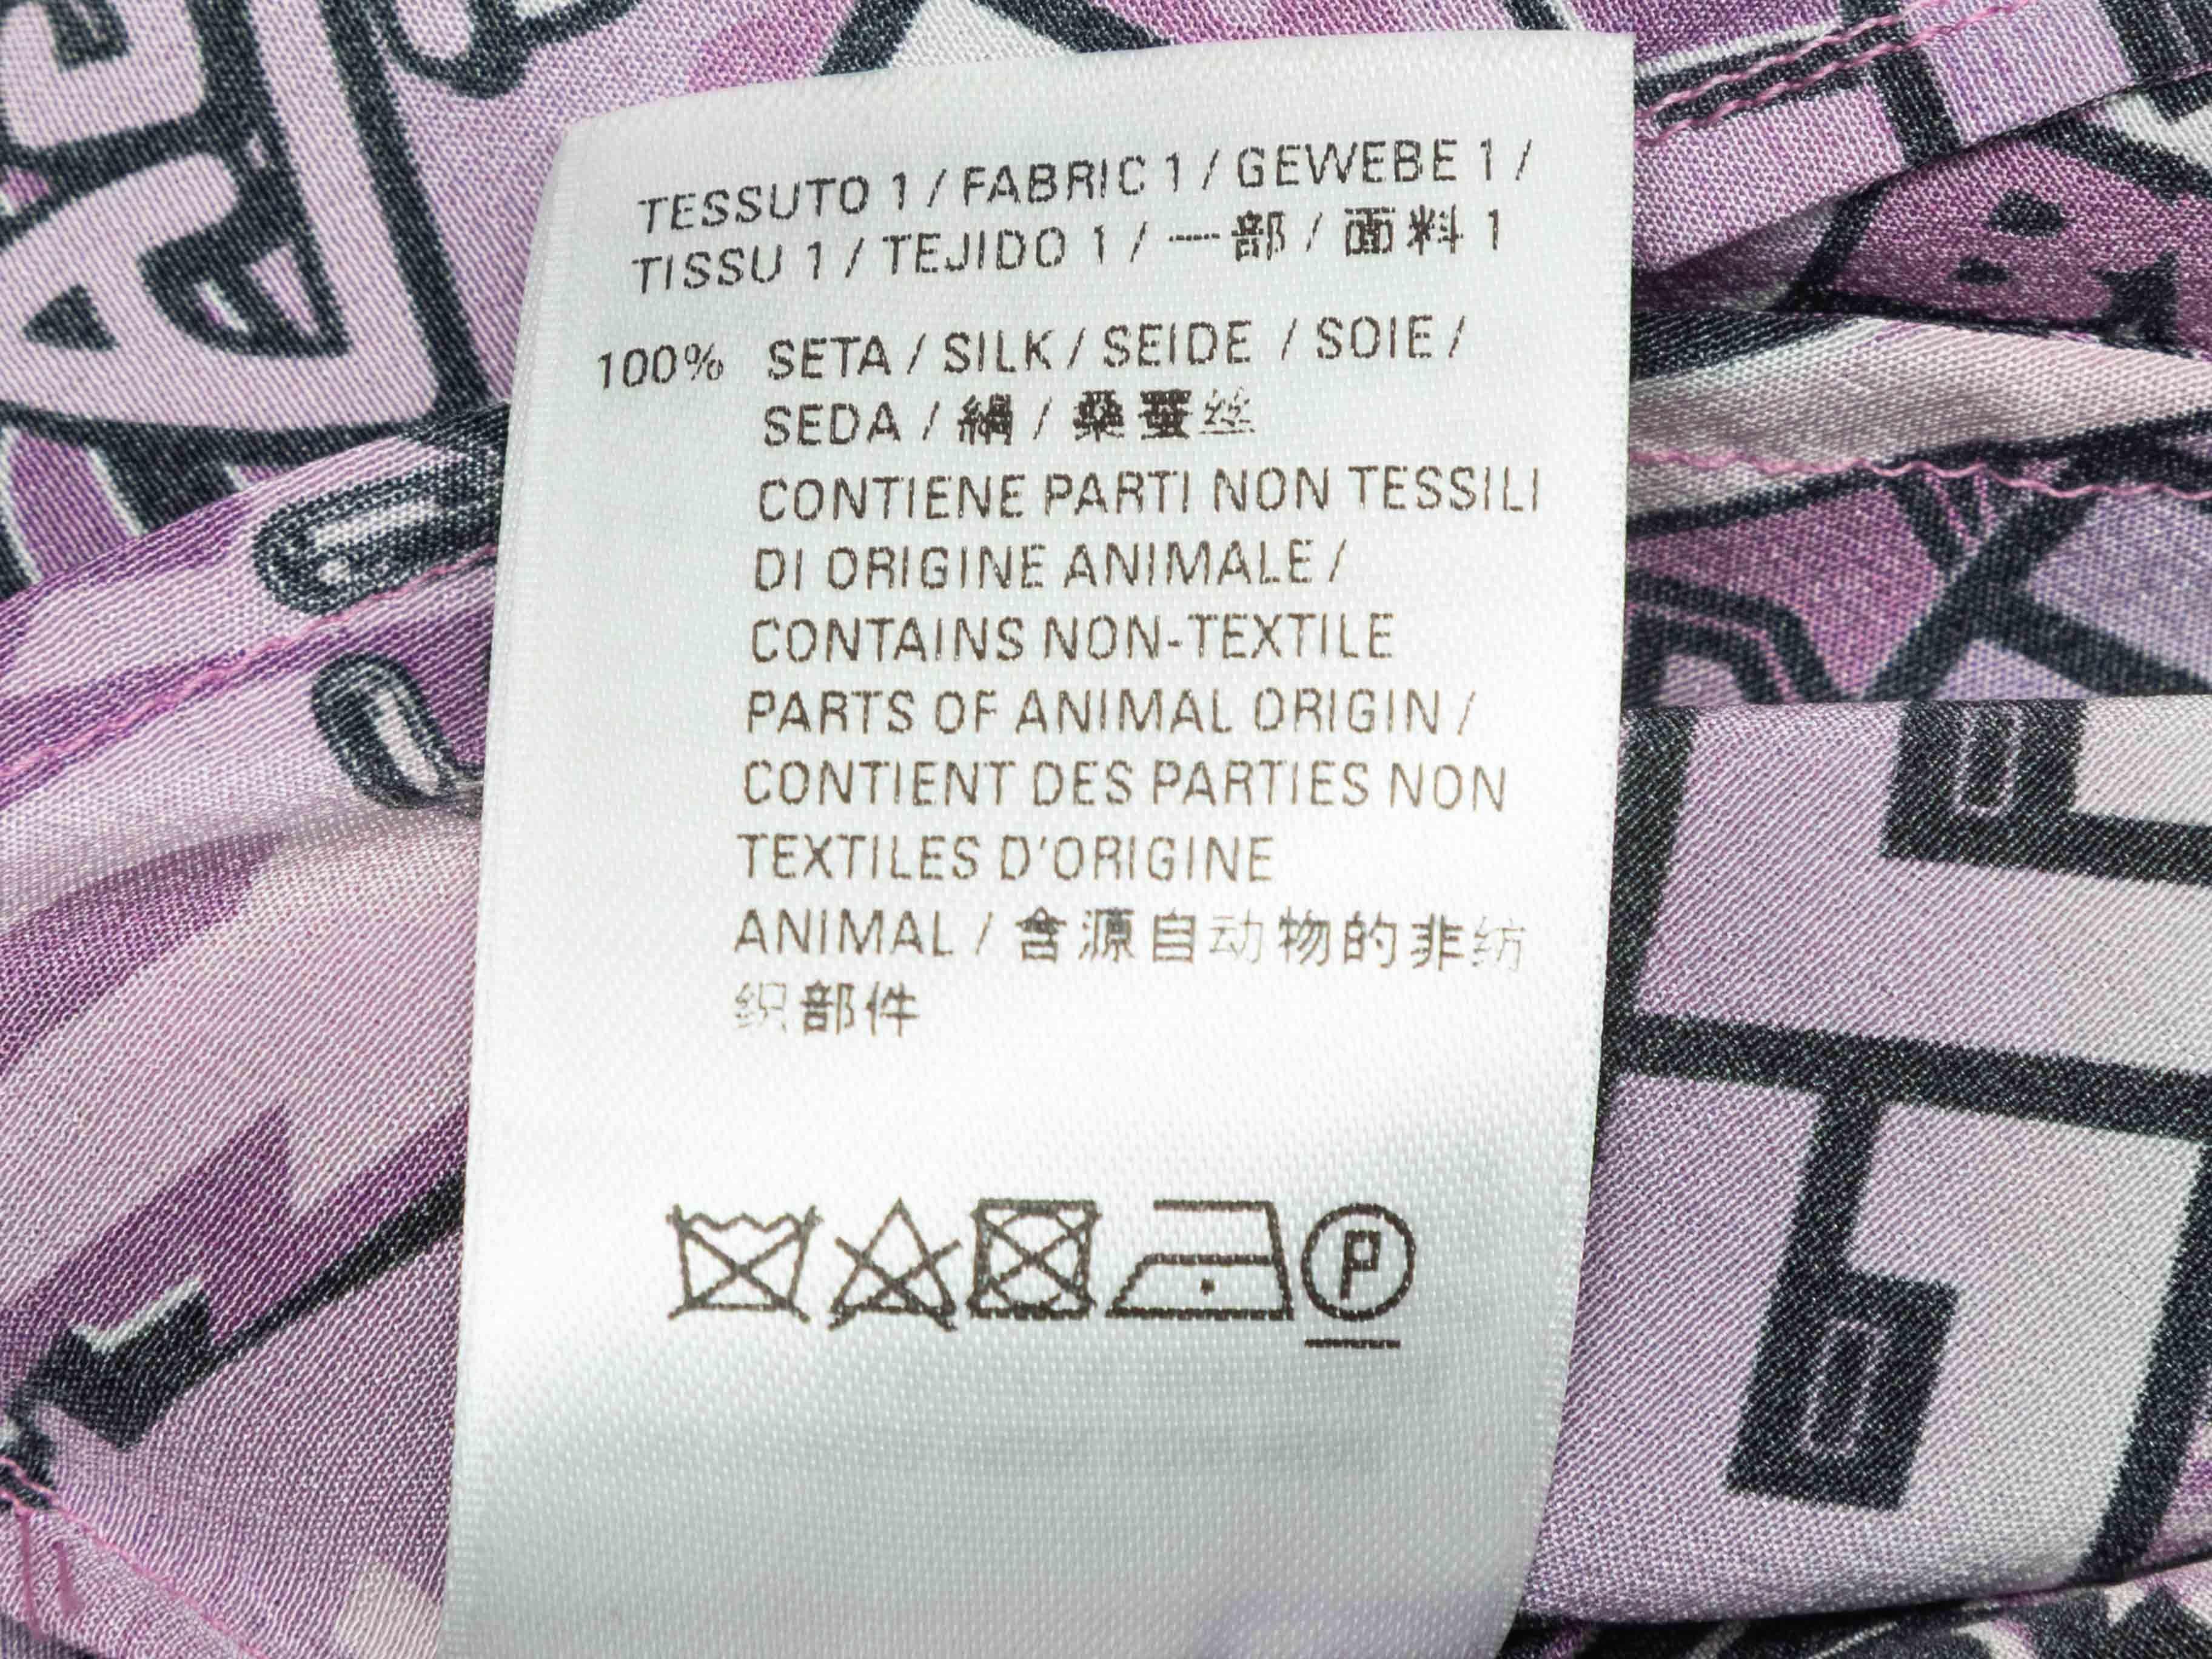 TESSUTO 1 / FABRIC 1 / GEWEBE 1 /
TISSU 1 / TEJIDO 1 / 一部 / 面料 1
100% SETA / SILK / SEIDE / SOIE /
SEDA / 絹 / 桑蚕丝
CONTIENE PARTI NON TESSILI
DI ORIGINE ANIMALE /
CONTAINS NON-TEXTILE
PARTS OF ANIMAL ORIGIN /
CONTIENT DES PARTIES NON
TEXTILES D'ORIGINE
ANIMAL / 含源自动物的非纺
织部件
P